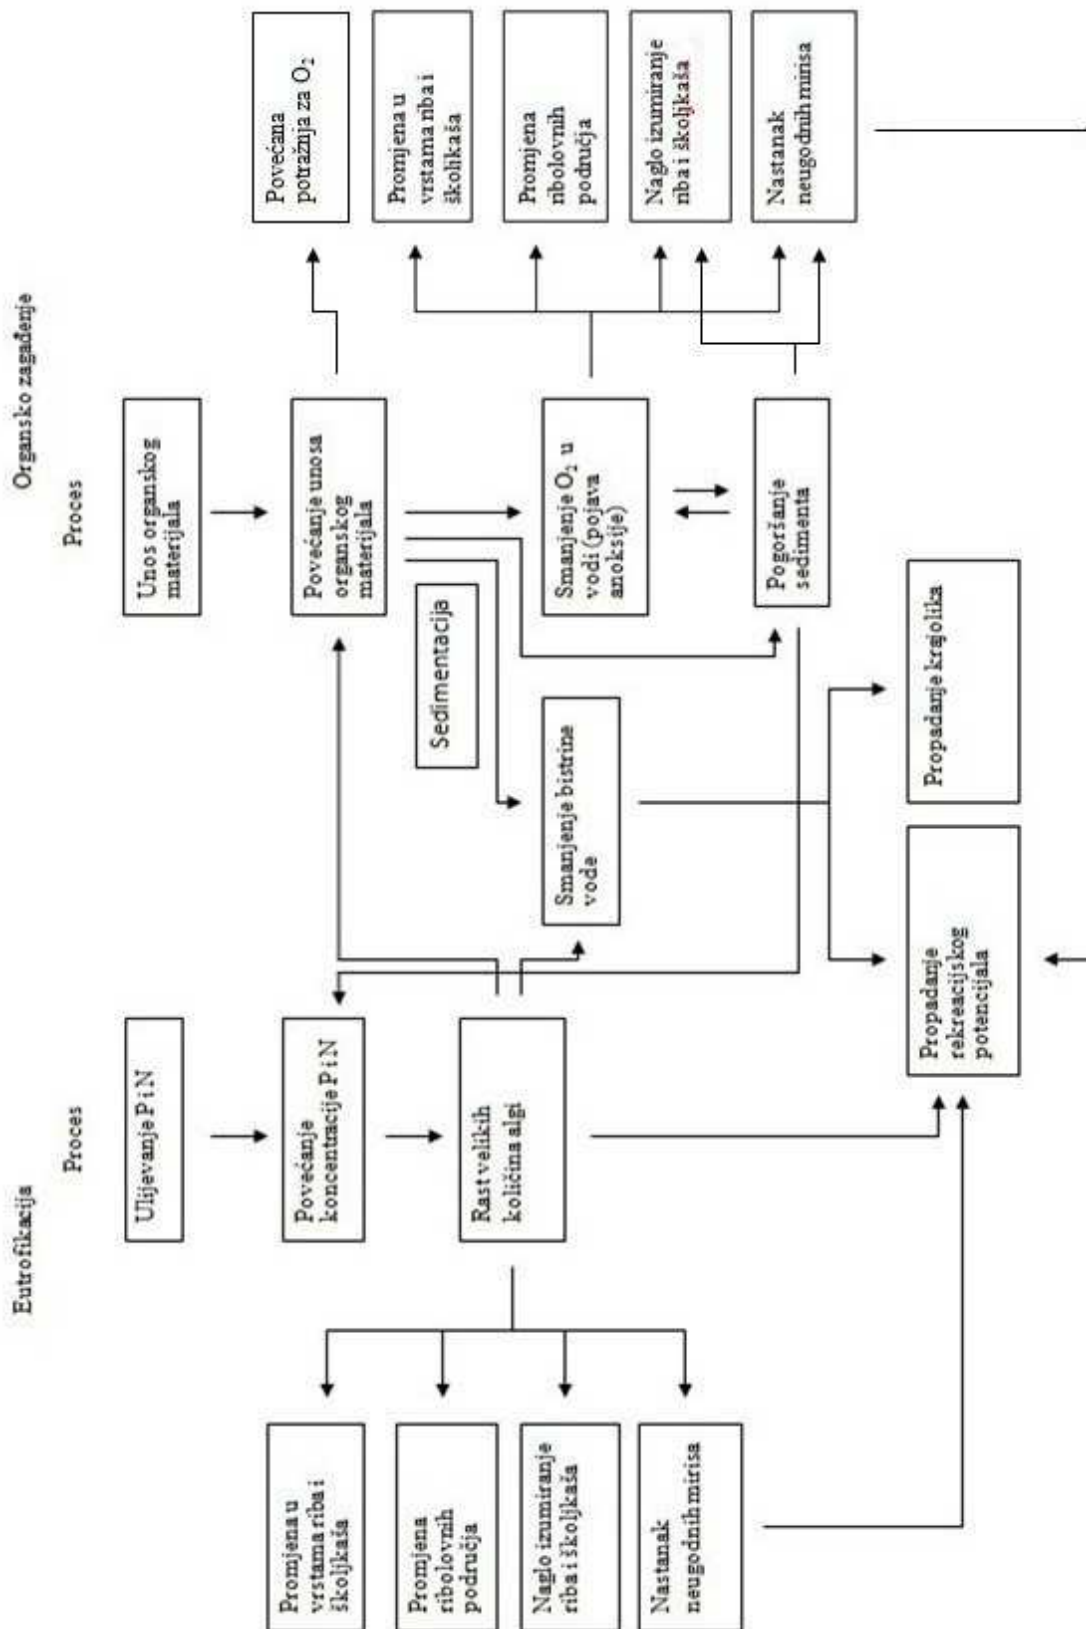 Eutrofikacija
Organsko zagađenje
Proces
Proces
Ulijevanje P i N
Unos organskog
materijala
Promjena u
vrstama riba i
školjkaša
Povećanje
koncentracije P i N
Povećanje unosa
organskog
materijala
Povećana
potražnja za O₂
Promjena
ribolovnih
područja
Rast velikih
količina algi
Sedimentacija
Promjena u
vrstama riba i
školikaša
Naglo izumiranje
riba i školjkaša
Smanjenje bistrine
vode
Smanjenje O₂ u
vodi (pojava
anoksije)
Promjena
ribolovnih
područja
Nastanak
neugodnih mirisa
Pogoršanje
sedimenta
Naglo izumiranje
riba i školjkaša
Nastanak
neugodnih mirisa
Propadanje
rekreacijskog
potencijala
Propadanje krajolika